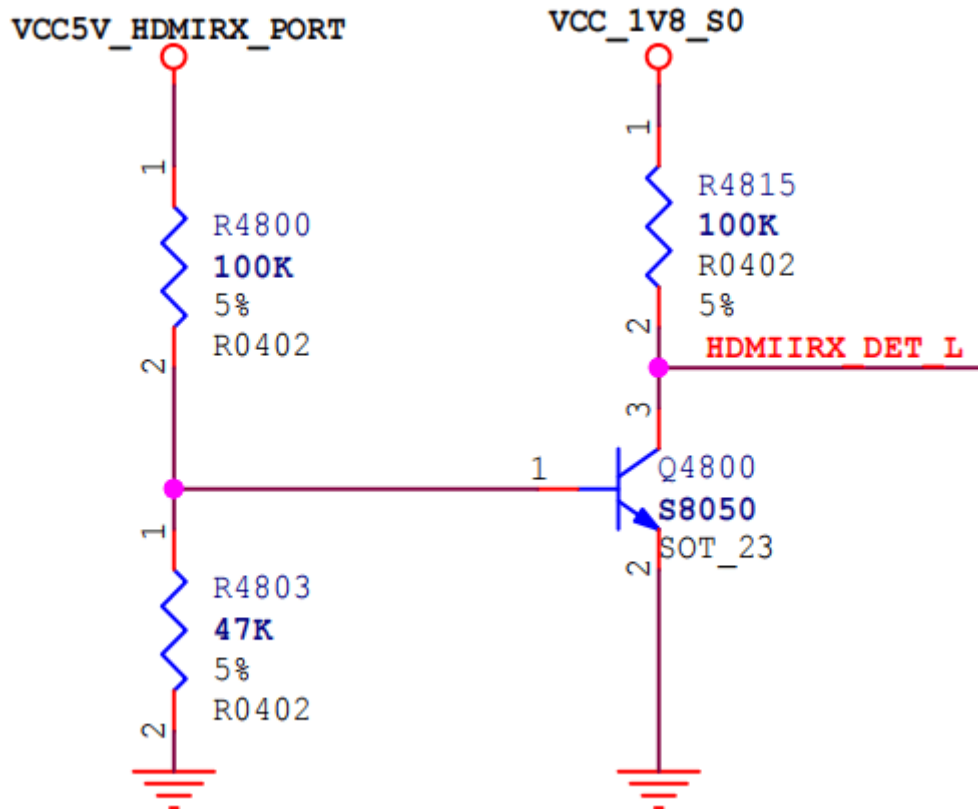 VCC5V_HDMIRX_PORT
VCC_1V8_S0
1
R4800
100K
5%
R0402
2
1
R4815
100K
R0402
5%
2
HDMIIRX_DET_L
3
1
Q4800
S8050
SOT_23
2
1
R4803
47K
5%
R0402
2